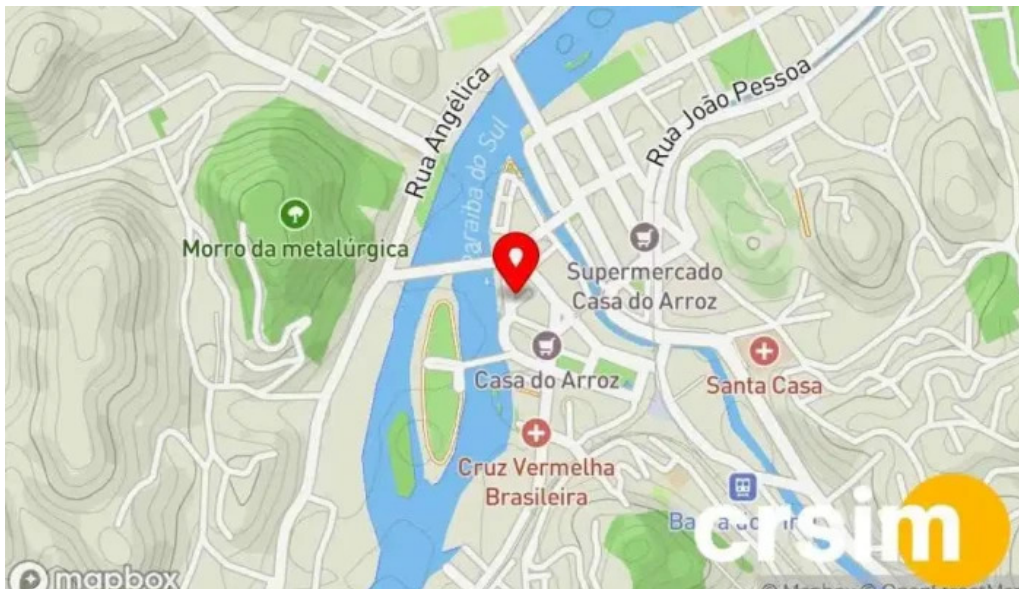 Rua Angélica
Paraíba do Sul
Rua João Pessoa
Morro da metalúrgica
Supermercado
Casa do Arroz
Casa do Arroz
Santa Casa
Cruz Vermelha
Brasileira
crsim
mapbox
© Mapbox ©